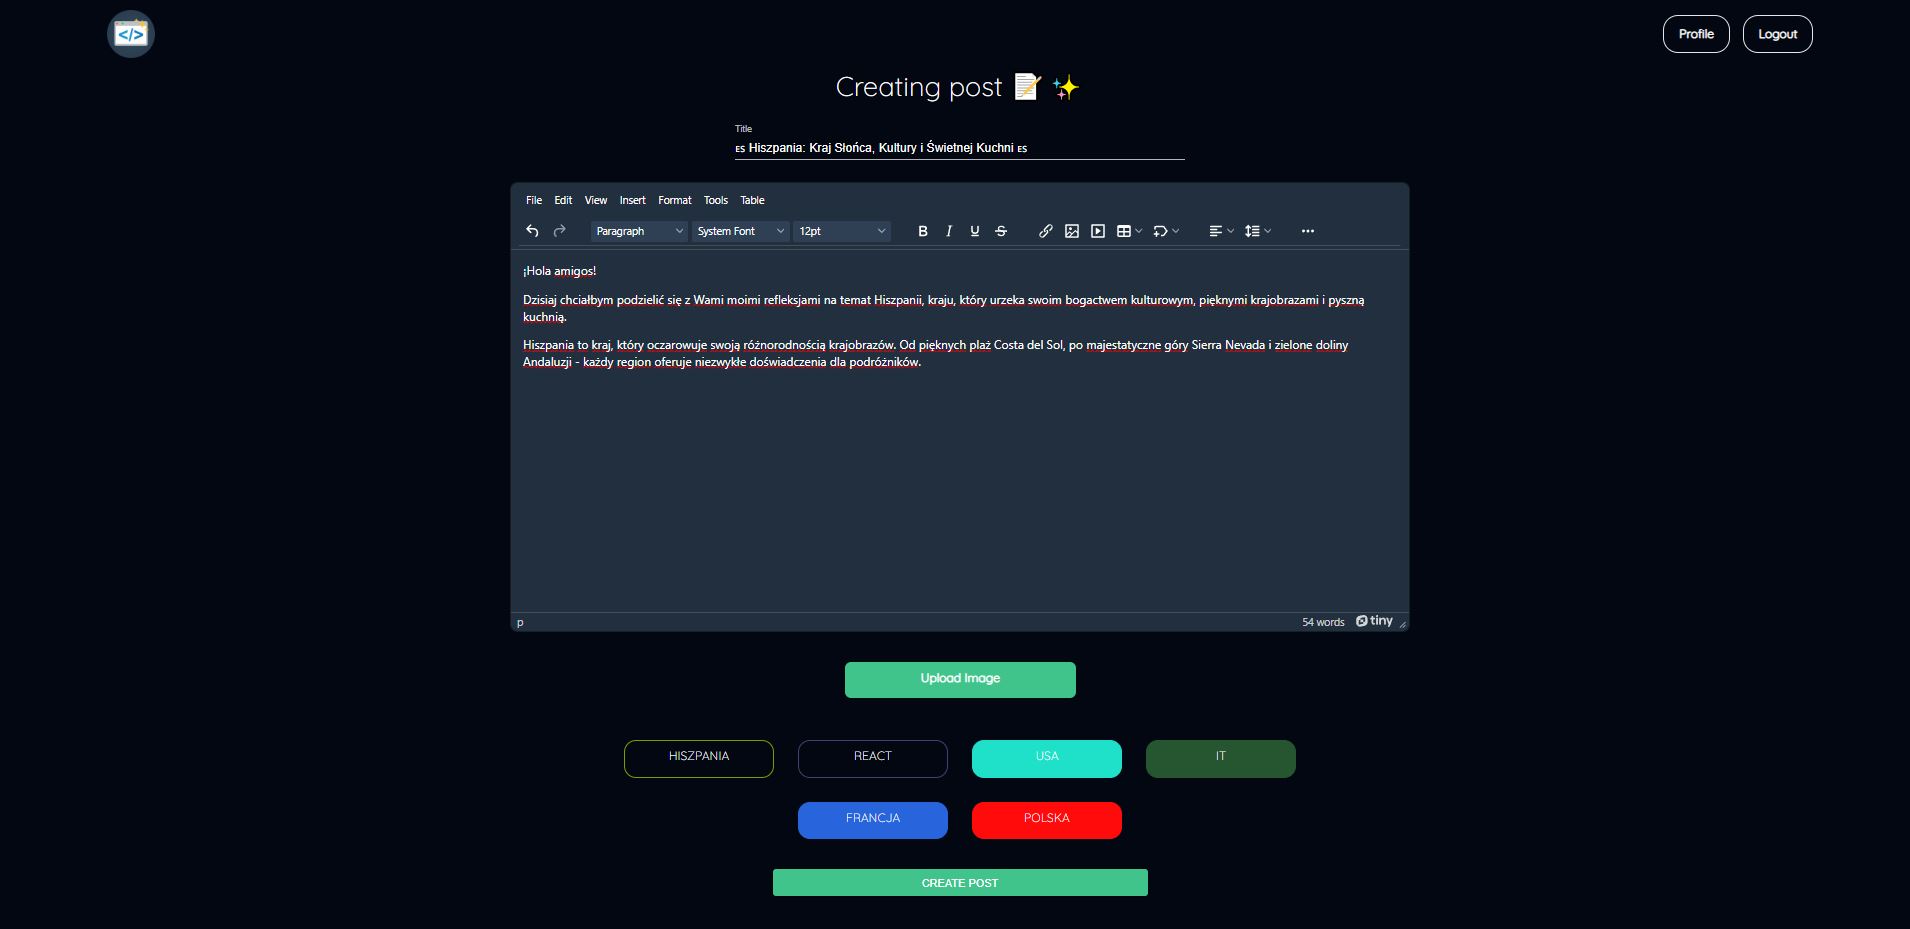 </>
Profile Logout
Creating post
Title
ES Hiszpania: Kraj Słońca, Kultury i Świetnej Kuchni ES
File Edit View Insert Format Tools Table
Paragraph System Font 12pt B I U S
¡Hola amigos!
Dzisiaj chciałbym podzielić się z Wami moimi refleksjami na temat Hiszpanii, kraju, który urzeka swoim bogactwem kulturowym, pięknymi krajobrazami i pyszną
kuchnią.
Hiszpania to kraj, który oczarowuje swoją różnorodnością krajobrazów. Od pięknych plaż Costa del Sol, po majestatyczne góry Sierra Nevada i zielone doliny
Andaluzji - każdy region oferuje niezwykłe doświadczenia dla podróżników.
p 54 words tiny
Upload Image
HISZPANIA REACT USA IT
FRANCJA POLSKA
CREATE POST